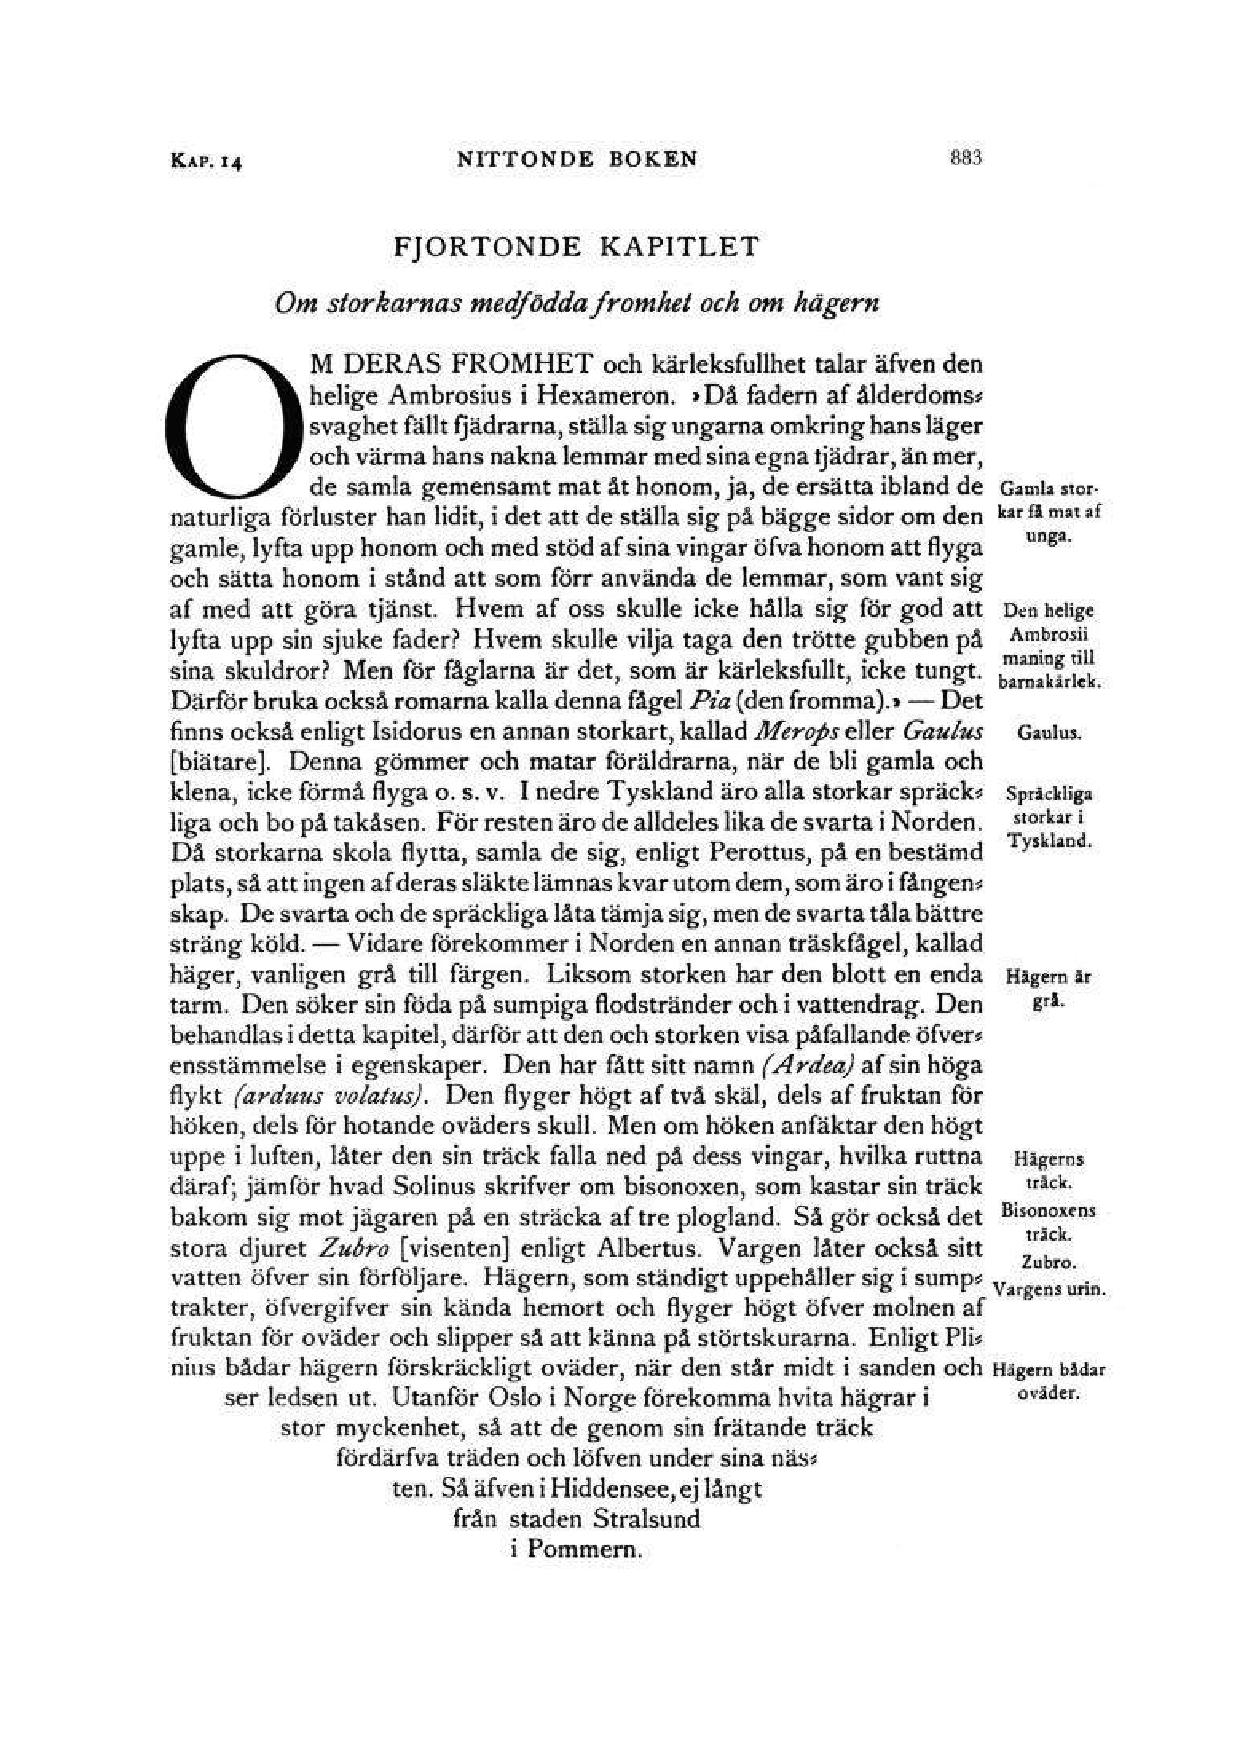 KAP. 14 NITTONDE BOKEN 883
FJORTONDE KAPITLET
Om storkarnas medfödda fromhet och om hägern
OM DERAS FROMHET och kärleksfullhet talar äfven den
helige Ambrosius i Hexameron. »Då fadern af ålderdoms-
svaghet fällt fjädrarna, ställa sig ungarna omkring hans läger
och värma hans nakna lemmar med sina egna fjädrar, än mer,
de samla gemensamt mat åt honom, ja, de ersätta ibland de
naturliga förluster han lidit, i det att de ställa sig på bägge sidor om den
gamle, lyfta upp honom och med stöd af sina vingar öfva honom att flyga
och sätta honom i stånd att som förr använda de lemmar, som vant sig
af med att göra tjänst. Hvem af oss skulle icke hålla sig för god att
lyfta upp sin sjuke fader? Hvem skulle vilja taga den trötte gubben på
sina skuldror? Men för fåglarna är det, som är kärleksfullt, icke tungt.
Därför bruka också romarna kalla denna fågel Pia (den fromma).» — Det
finns också enligt Isidorus en annan storkart, kallad Merops eller Gaulus
[biätare]. Denna gömmer och matar föräldrarna, när de bli gamla och
klena, icke förmå flyga o. s. v. I nedre Tyskland äro alla storkar spräck-
liga och bo på takåsen. För resten äro de alldeles lika de svarta i Norden.
Då storkarna skola flytta, samla de sig, enligt Perottus, på en bestämd
plats, så att ingen af deras släkte lämnas kvar utom dem, som äro i fången-
skap. De svarta och de spräckliga låta tämja sig, men de svarta tåla bättre
sträng köld. — Vidare förekommer i Norden en annan träskfågel, kallad
häger, vanligen grå till färgen. Liksom storken har den blott en enda
tarm. Den söker sin föda på sumpiga flodstränder och i vattendrag. Den
behandlas i detta kapitel, därför att den och storken visa påfallande öfver-
ensstämmelse i egenskaper. Den har fått sitt namn (Ardea) af sin höga
flykt (arduus volatus). Den flyger högt af två skäl, dels af fruktan för
höken, dels för hotande oväders skull. Men om höken anfäktar den högt
uppe i luften, låter den sin träck falla ned på dess vingar, hvilka ruttna
däraf; jämför hvad Solinus skrifver om bisonoxen, som kastar sin träck
bakom sig mot jägaren på en sträcka af tre plogland. Så gör också det
stora djuret Zubro [visenten] enligt Albertus. Vargen låter också sitt
vatten öfver sin förföljare. Hägern, som ständigt uppehåller sig i sump-
trakter, öfvergifver sin kända hemort och flyger högt öfver molnen af
fruktan för oväder och slipper så att känna på störtskurarna. Enligt Pli-
nius bådar hägern förskräckligt oväder, när den står midt i sanden och
ser ledsen ut. Utanför Oslo i Norge förekomma hvita hägrar i
stor myckenhet, så att de genom sin frätande träck
fördärfva träden och löfven under sina näs-
ten. Så äfven i Hiddensee, ej långt
från staden Stralsund
i Pommern.
Gamla stor-
kar få mat af
unga.
Den helige
Ambrosii
maning till
barnakärlek.
Gaulus.
Spräckliga
storkar i
Tyskland.
Hägern är
grå.
Hägerns
träck.
Bisonoxens
träck.
Zubro.
Vargens urin.
Hägern bådar
oväder.